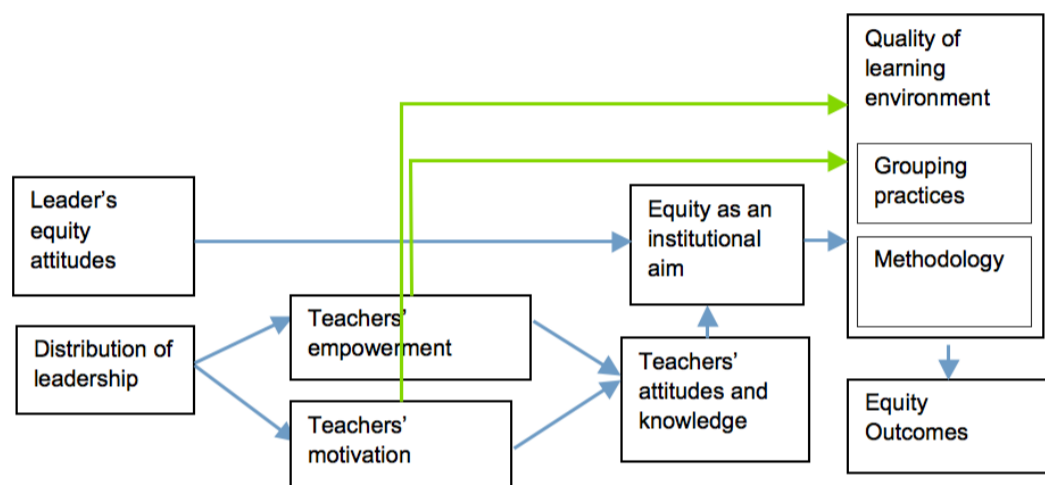 Quality of
learning
environment
Grouping
practices
Methodology
Leader’s
equity
attitudes
Equity as an
institutional
aim
Distribution of
leadership
Teachers’
empowerment
Teachers’
motivation
Teachers’
attitudes and
knowledge
Equity
Outcomes